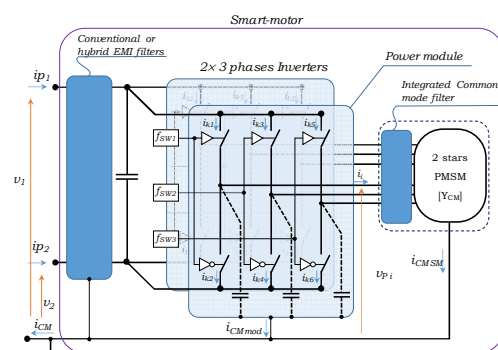 Smart-motor
Conventional or
hybrid EMI filters
2× 3 phases Inverters
Power module
Integrated Common
mode filter
ip1
ik1
ik3
ik5
fSW1
2 stars
PMSM
|YCM|
v1
ii
fSW2
fSW3
ip2
ik2
ik4
ik6
vPi
iCMSM
v2
iCM
iCMmod